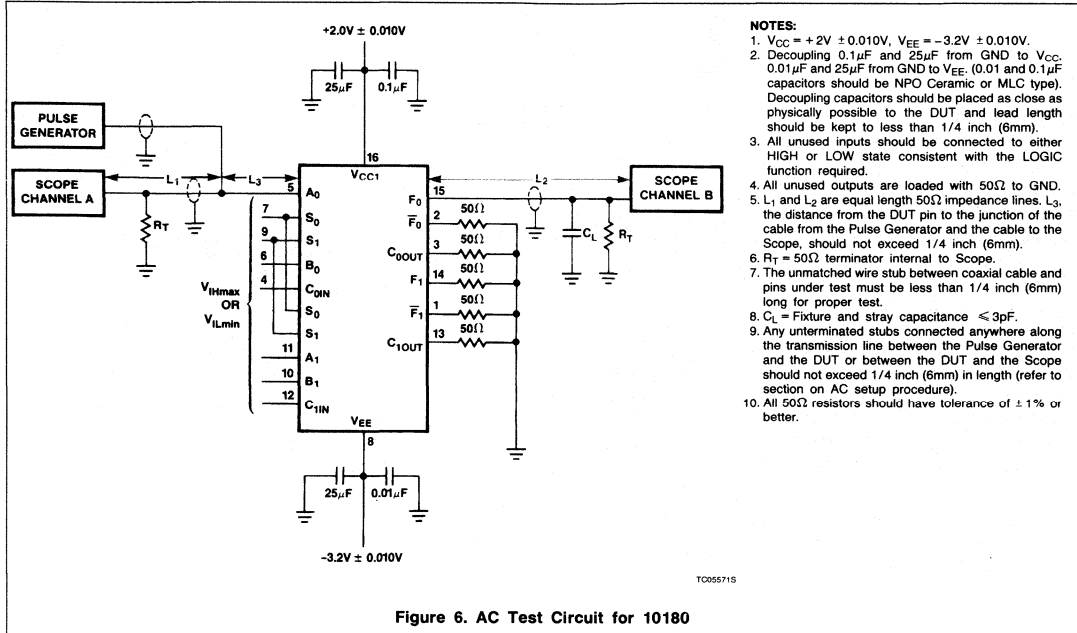 +2.0V ± 0.010V
25μF
0.1μF
PULSE
GENERATOR
SCOPE
CHANNEL A
L1
L3
RT
16
VCC1
5
A0
7
S0
9
S1
6
B0
4
C0IN
S0
S1
11
A1
10
B1
12
C1IN
VIHmax
OR
VILmin
15
F0
2
F̅0
3
C0OUT
14
F1
1
F̅1
13
C1OUT
50Ω
50Ω
50Ω
50Ω
50Ω
L2
SCOPE
CHANNEL B
CL
RT
VEE
8
25μF
0.01μF
−3.2V ± 0.010V
TC05571S
NOTES:
1. VCC = +2V ±0.010V, VEE = −3.2V ±0.010V.
2. Decoupling 0.1μF and 25μF from GND to VCC,
0.01μF and 25μF from GND to VEE. (0.01 and 0.1μF
capacitors should be NPO Ceramic or MLC type).
Decoupling capacitors should be placed as close as
physically possible to the DUT and lead length
should be kept to less than 1/4 inch (6mm).
3. All unused inputs should be connected to either
HIGH or LOW state consistent with the LOGIC
function required.
4. All unused outputs are loaded with 50Ω to GND.
5. L1 and L2 are equal length 50Ω impedance lines. L3,
the distance from the DUT pin to the junction of the
cable from the Pulse Generator and the cable to the
Scope, should not exceed 1/4 inch (6mm).
6. RT = 50Ω terminator internal to Scope.
7. The unmatched wire stub between coaxial cable and
pins under test must be less than 1/4 inch (6mm)
long for proper test.
8. CL = Fixture and stray capacitance ≤ 3pF.
9. Any unterminated stubs connected anywhere along
the transmission line between the Pulse Generator
and the DUT or between the DUT and the Scope
should not exceed 1/4 inch (6mm) in length (refer to
section on AC setup procedure).
10. All 50Ω resistors should have tolerance of ± 1% or
better.
Figure 6. AC Test Circuit for 10180